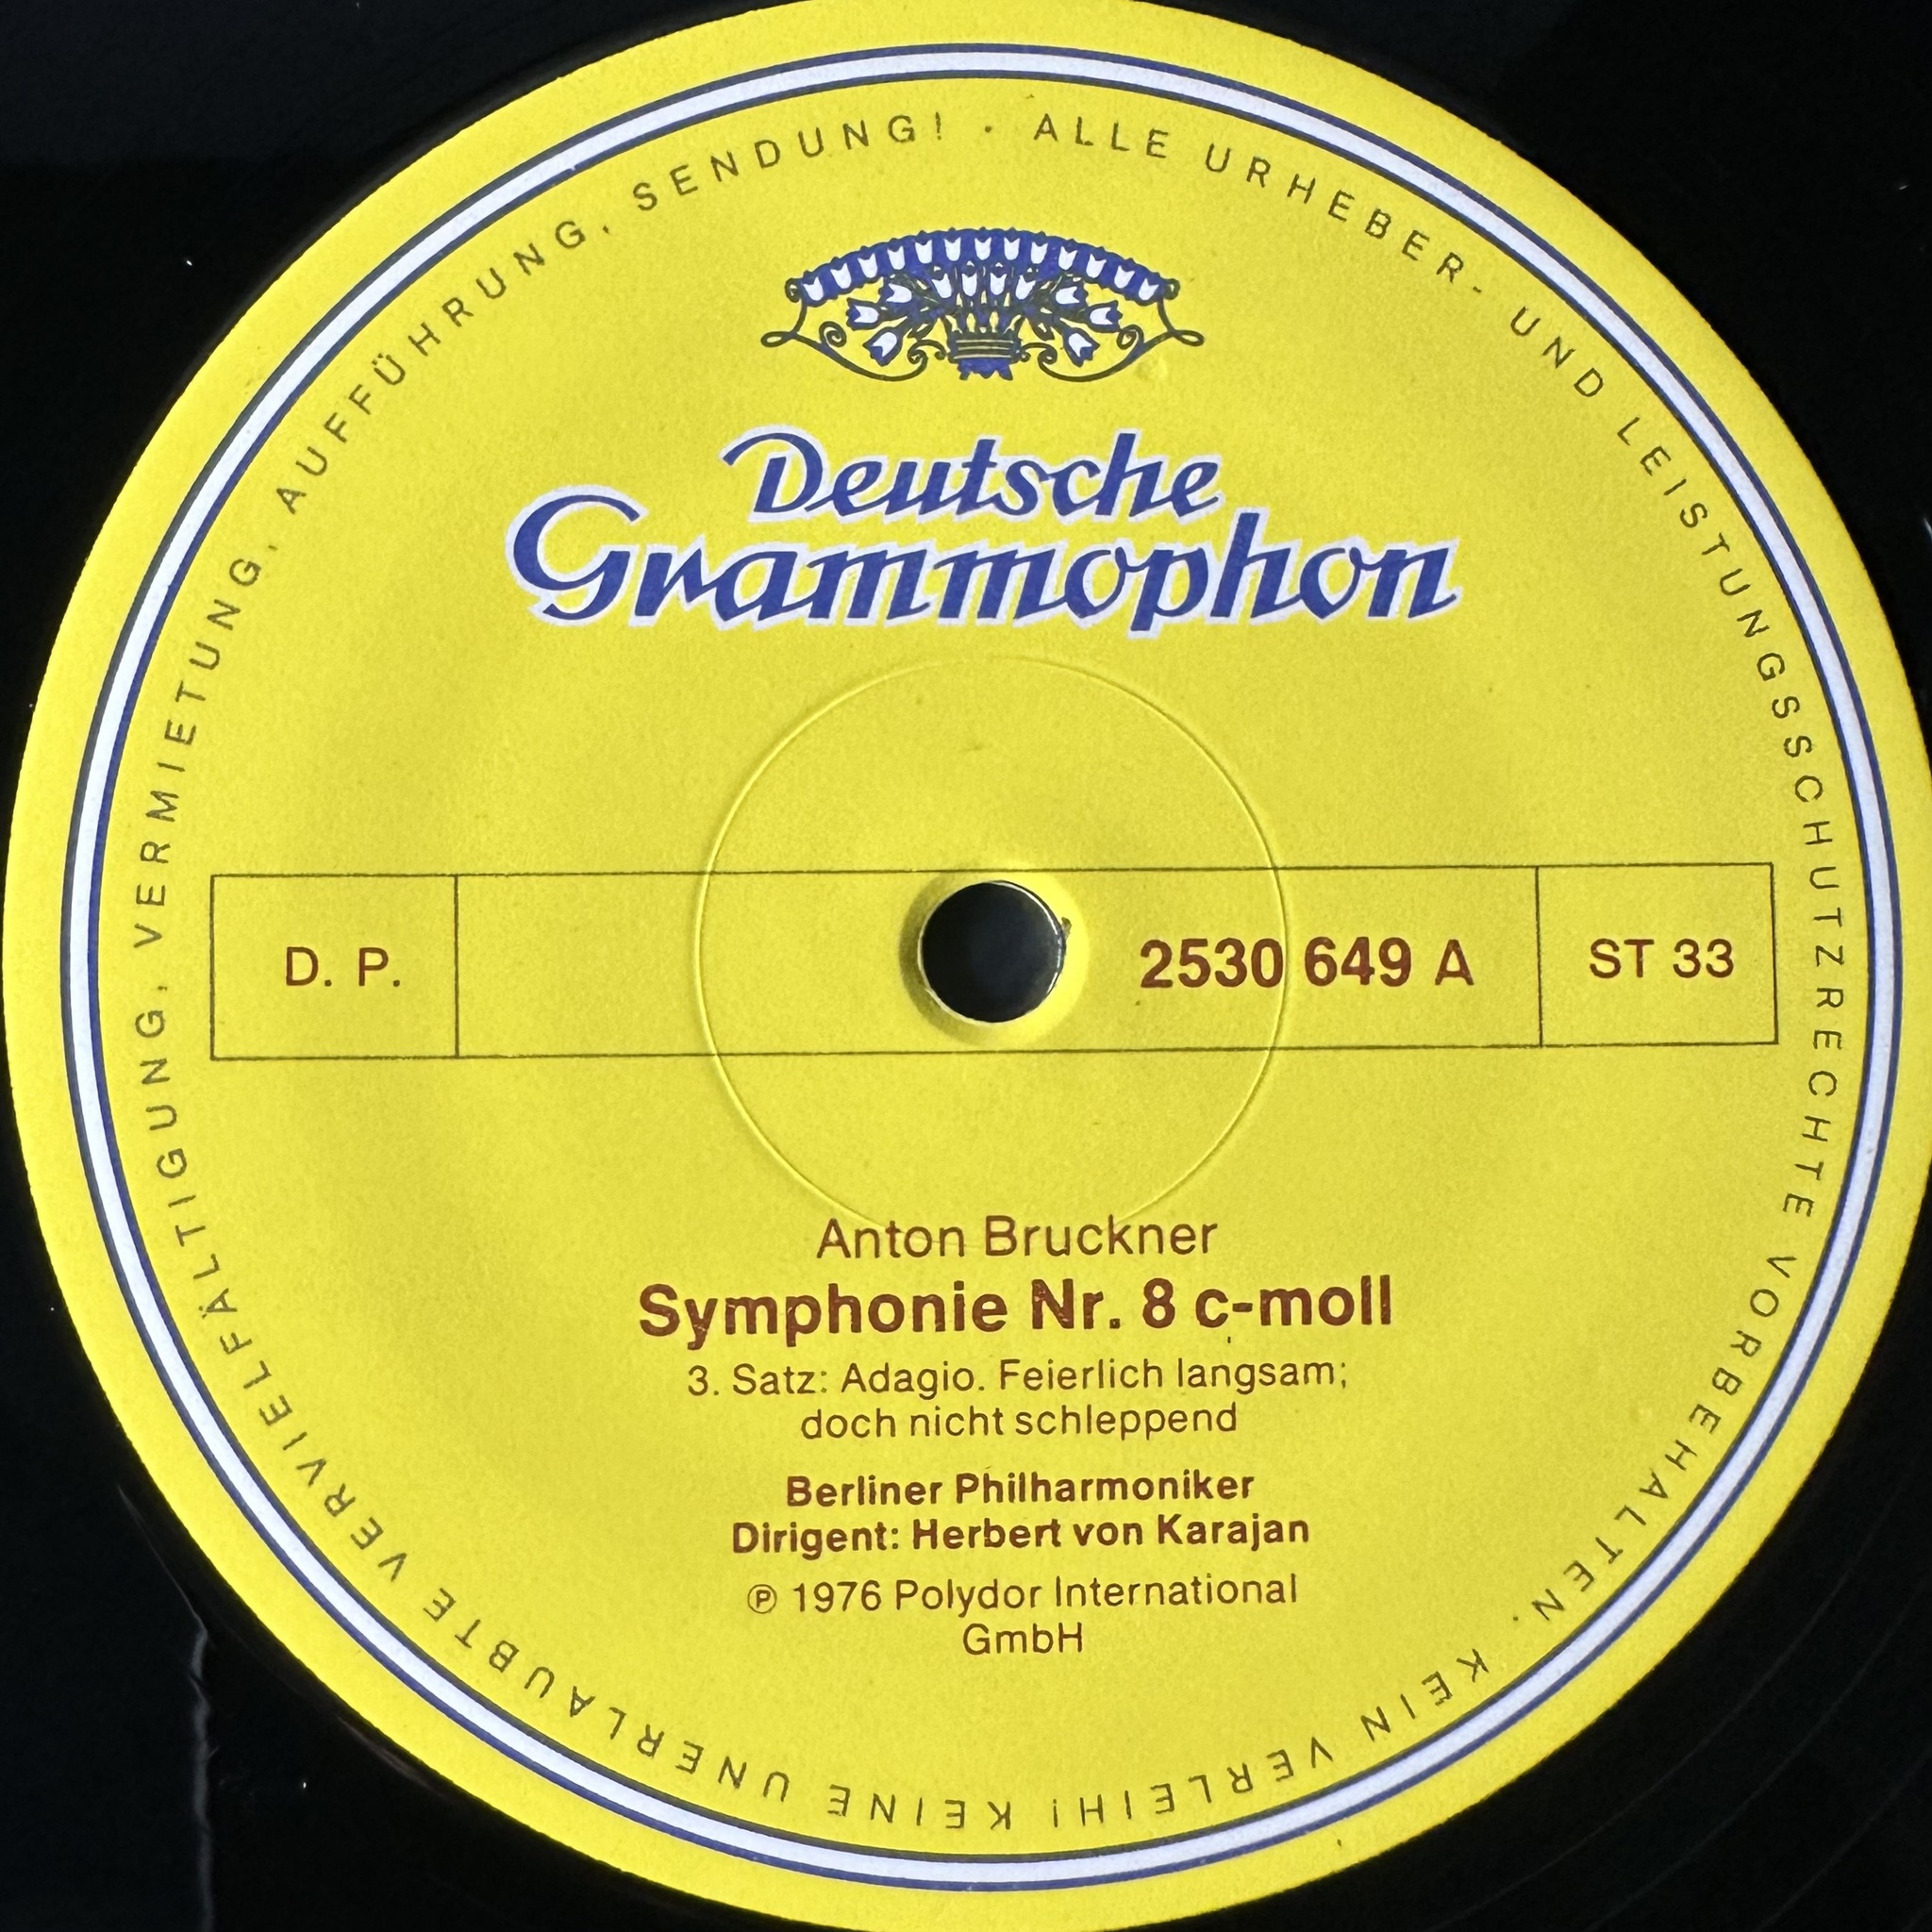 ALLE URHEBER- UND LEISTUNGSSCHUTZRECHTE VORBEHALTEN. KEIN VERLEIH! KEINE UNERLAUBTE VERVIELFÄLTIGUNG, VERMIETUNG, AUFFÜHRUNG, SENDUNG! ·
Deutsche
Grammophon
D. P. 2530 649 A ST 33
Anton Bruckner
Symphonie Nr. 8 c-moll
3. Satz: Adagio. Feierlich langsam;
doch nicht schleppend
Berliner Philharmoniker
Dirigent: Herbert von Karajan
℗ 1976 Polydor International
GmbH